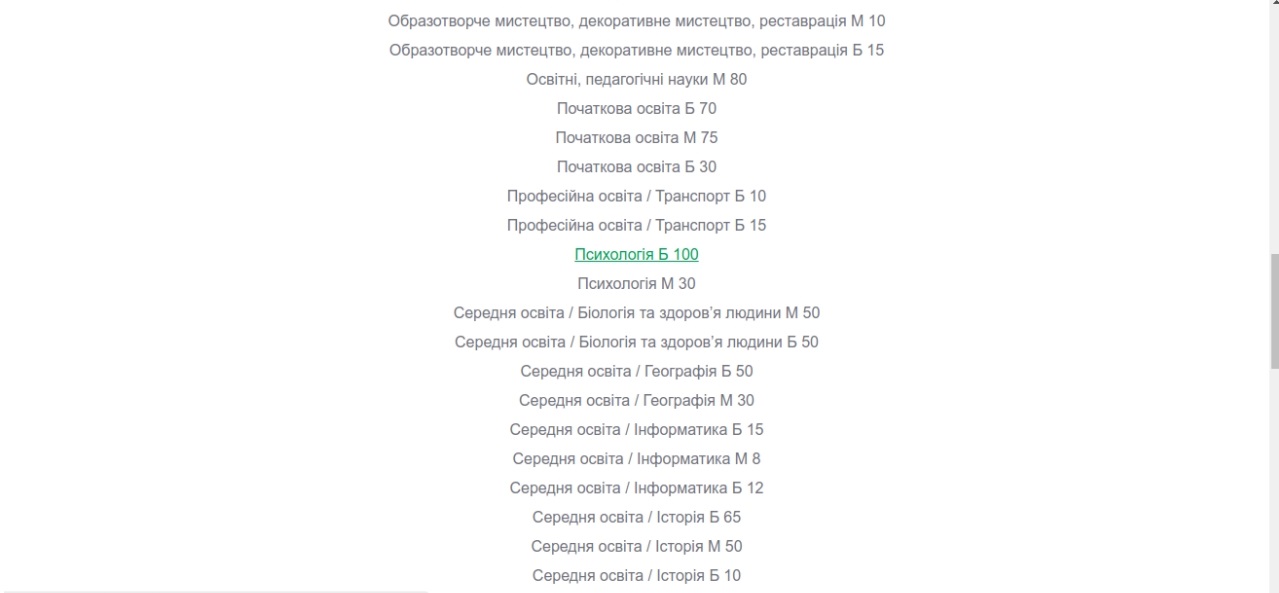 Образотворче мистецтво, декоративне мистецтво, реставрація М 10
Образотворче мистецтво, декоративне мистецтво, реставрація Б 15
Освітні, педагогічні науки М 80
Початкова освіта Б 70
Початкова освіта М 75
Початкова освіта Б 30
Професійна освіта / Транспорт Б 10
Професійна освіта / Транспорт Б 15
Психологія Б 100
Психологія М 30
Середня освіта / Біологія та здоров’я людини М 50
Середня освіта / Біологія та здоров’я людини Б 50
Середня освіта / Географія Б 50
Середня освіта / Географія М 30
Середня освіта / Інформатика Б 15
Середня освіта / Інформатика М 8
Середня освіта / Інформатика Б 12
Середня освіта / Історія Б 65
Середня освіта / Історія М 50
Середня освіта / Історія Б 10